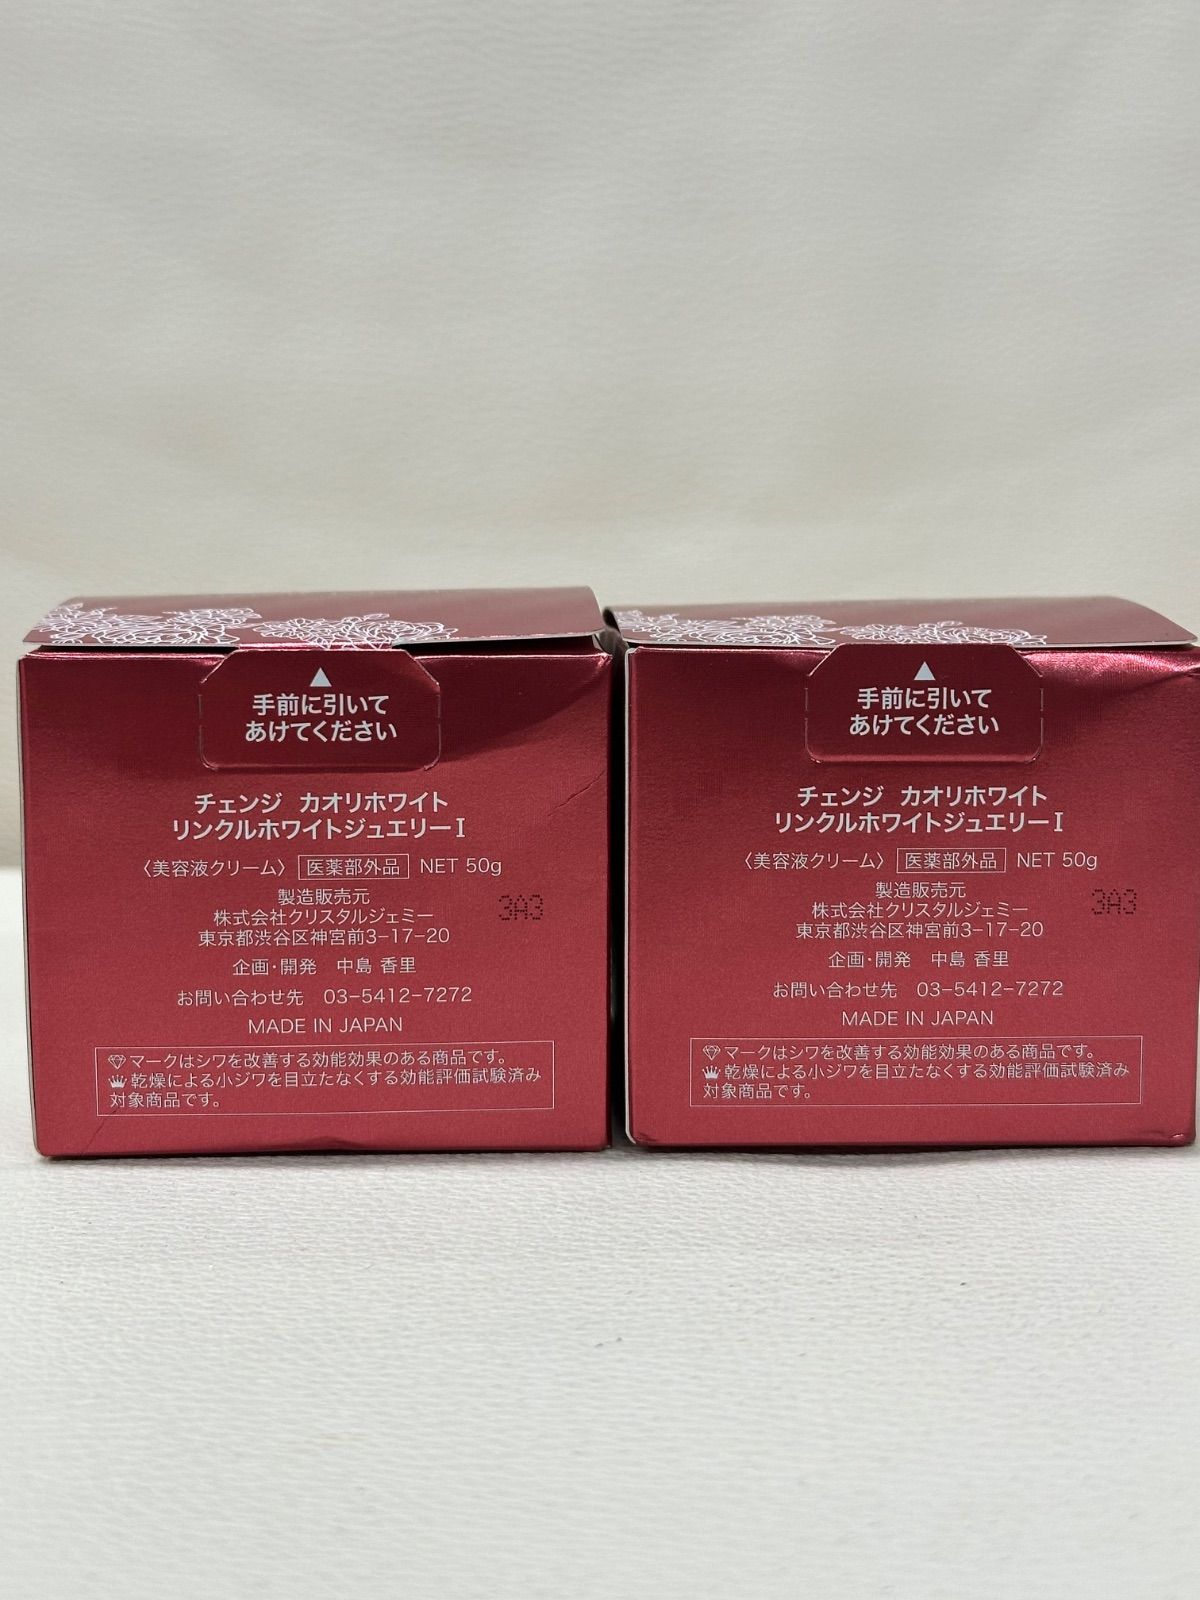 手前に引いて
あけてください
チェンジ カオリホワイト
リンクルホワイトジュエリーI
〈美容液クリーム〉 医薬部外品 NET 50g
製造販売元
株式会社クリスタルジェミー
東京都渋谷区神宮前3-17-20
3A3
企画・開発 中島 香里
お問い合わせ先 03-5412-7272
MADE IN JAPAN
マークはシワを改善する効能効果のある商品です。
乾燥による小ジワを目立たなくする効能評価試験済み
対象商品です。
手前に引いて
あけてください
チェンジ カオリホワイト
リンクルホワイトジュエリーI
〈美容液クリーム〉 医薬部外品 NET 50g
製造販売元
株式会社クリスタルジェミー
東京都渋谷区神宮前3-17-20
3A3
企画・開発 中島 香里
お問い合わせ先 03-5412-7272
MADE IN JAPAN
マークはシワを改善する効能効果のある商品です。
乾燥による小ジワを目立たなくする効能評価試験済み
対象商品です。